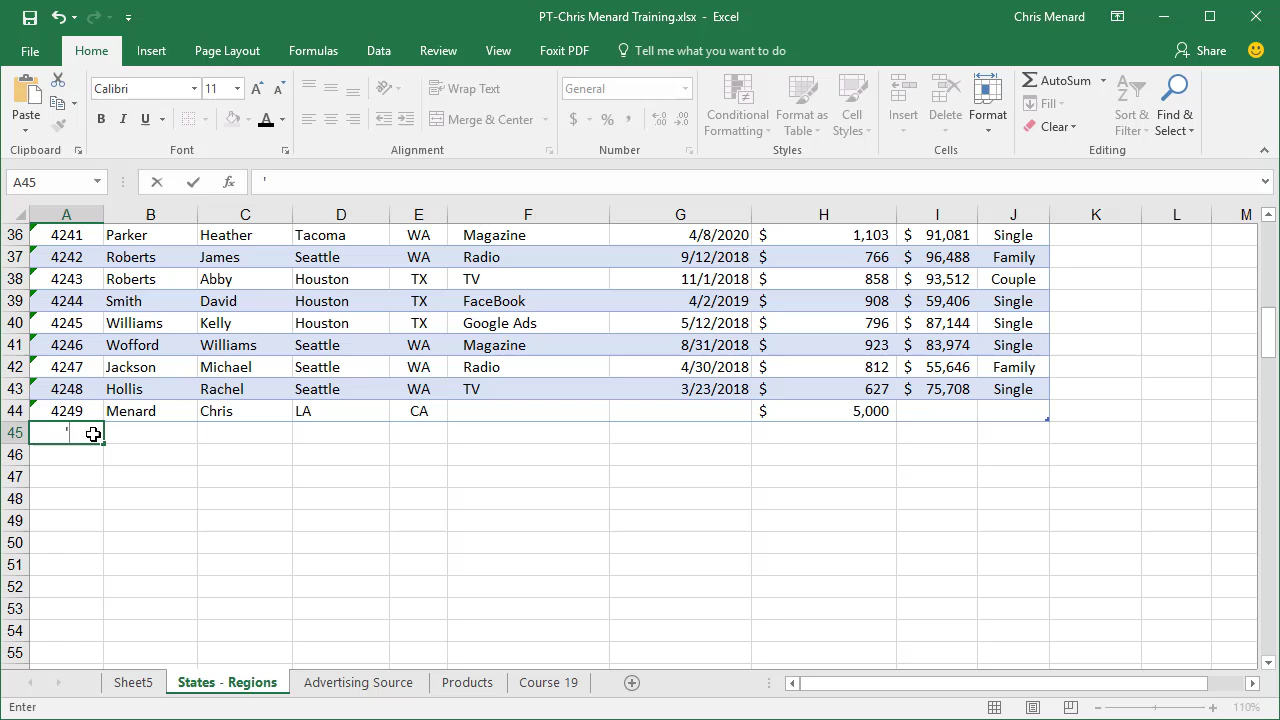 PT-Chris Menard Training.xlsx - Excel
Chris Menard
File Home Insert Page Layout Formulas Data Review View Foxit PDF Tell me what you want to do Share
Paste
Clipboard
Calibri 11
B I U A
Font
Wrap Text
Merge & Center
Alignment
General
$ % ,
Number
Conditional Formatting
Format as Table
Cell Styles
Styles
Insert Delete Format
Cells
AutoSum
Fill
Clear
Sort & Filter
Find & Select
Editing
A45 fx '
A B C D E F G H I J K L M
36 4241 Parker Heather Tacoma WA Magazine 4/8/2020 $ 1,103 $ 91,081 Single
37 4242 Roberts James Seattle WA Radio 9/12/2018 $ 766 $ 96,488 Family
38 4243 Roberts Abby Houston TX TV 11/1/2018 $ 858 $ 93,512 Couple
39 4244 Smith David Houston TX FaceBook 4/2/2019 $ 908 $ 59,406 Single
40 4245 Williams Kelly Houston TX Google Ads 5/12/2018 $ 796 $ 87,144 Single
41 4246 Wofford Williams Seattle WA Magazine 8/31/2018 $ 923 $ 83,974 Single
42 4247 Jackson Michael Seattle WA Radio 4/30/2018 $ 812 $ 55,646 Family
43 4248 Hollis Rachel Seattle WA TV 3/23/2018 $ 627 $ 75,708 Single
44 4249 Menard Chris LA CA $ 5,000
45 '
46
47
48
49
50
51
52
53
54
55
Sheet5 States - Regions Advertising Source Products Course 19
Enter 110%